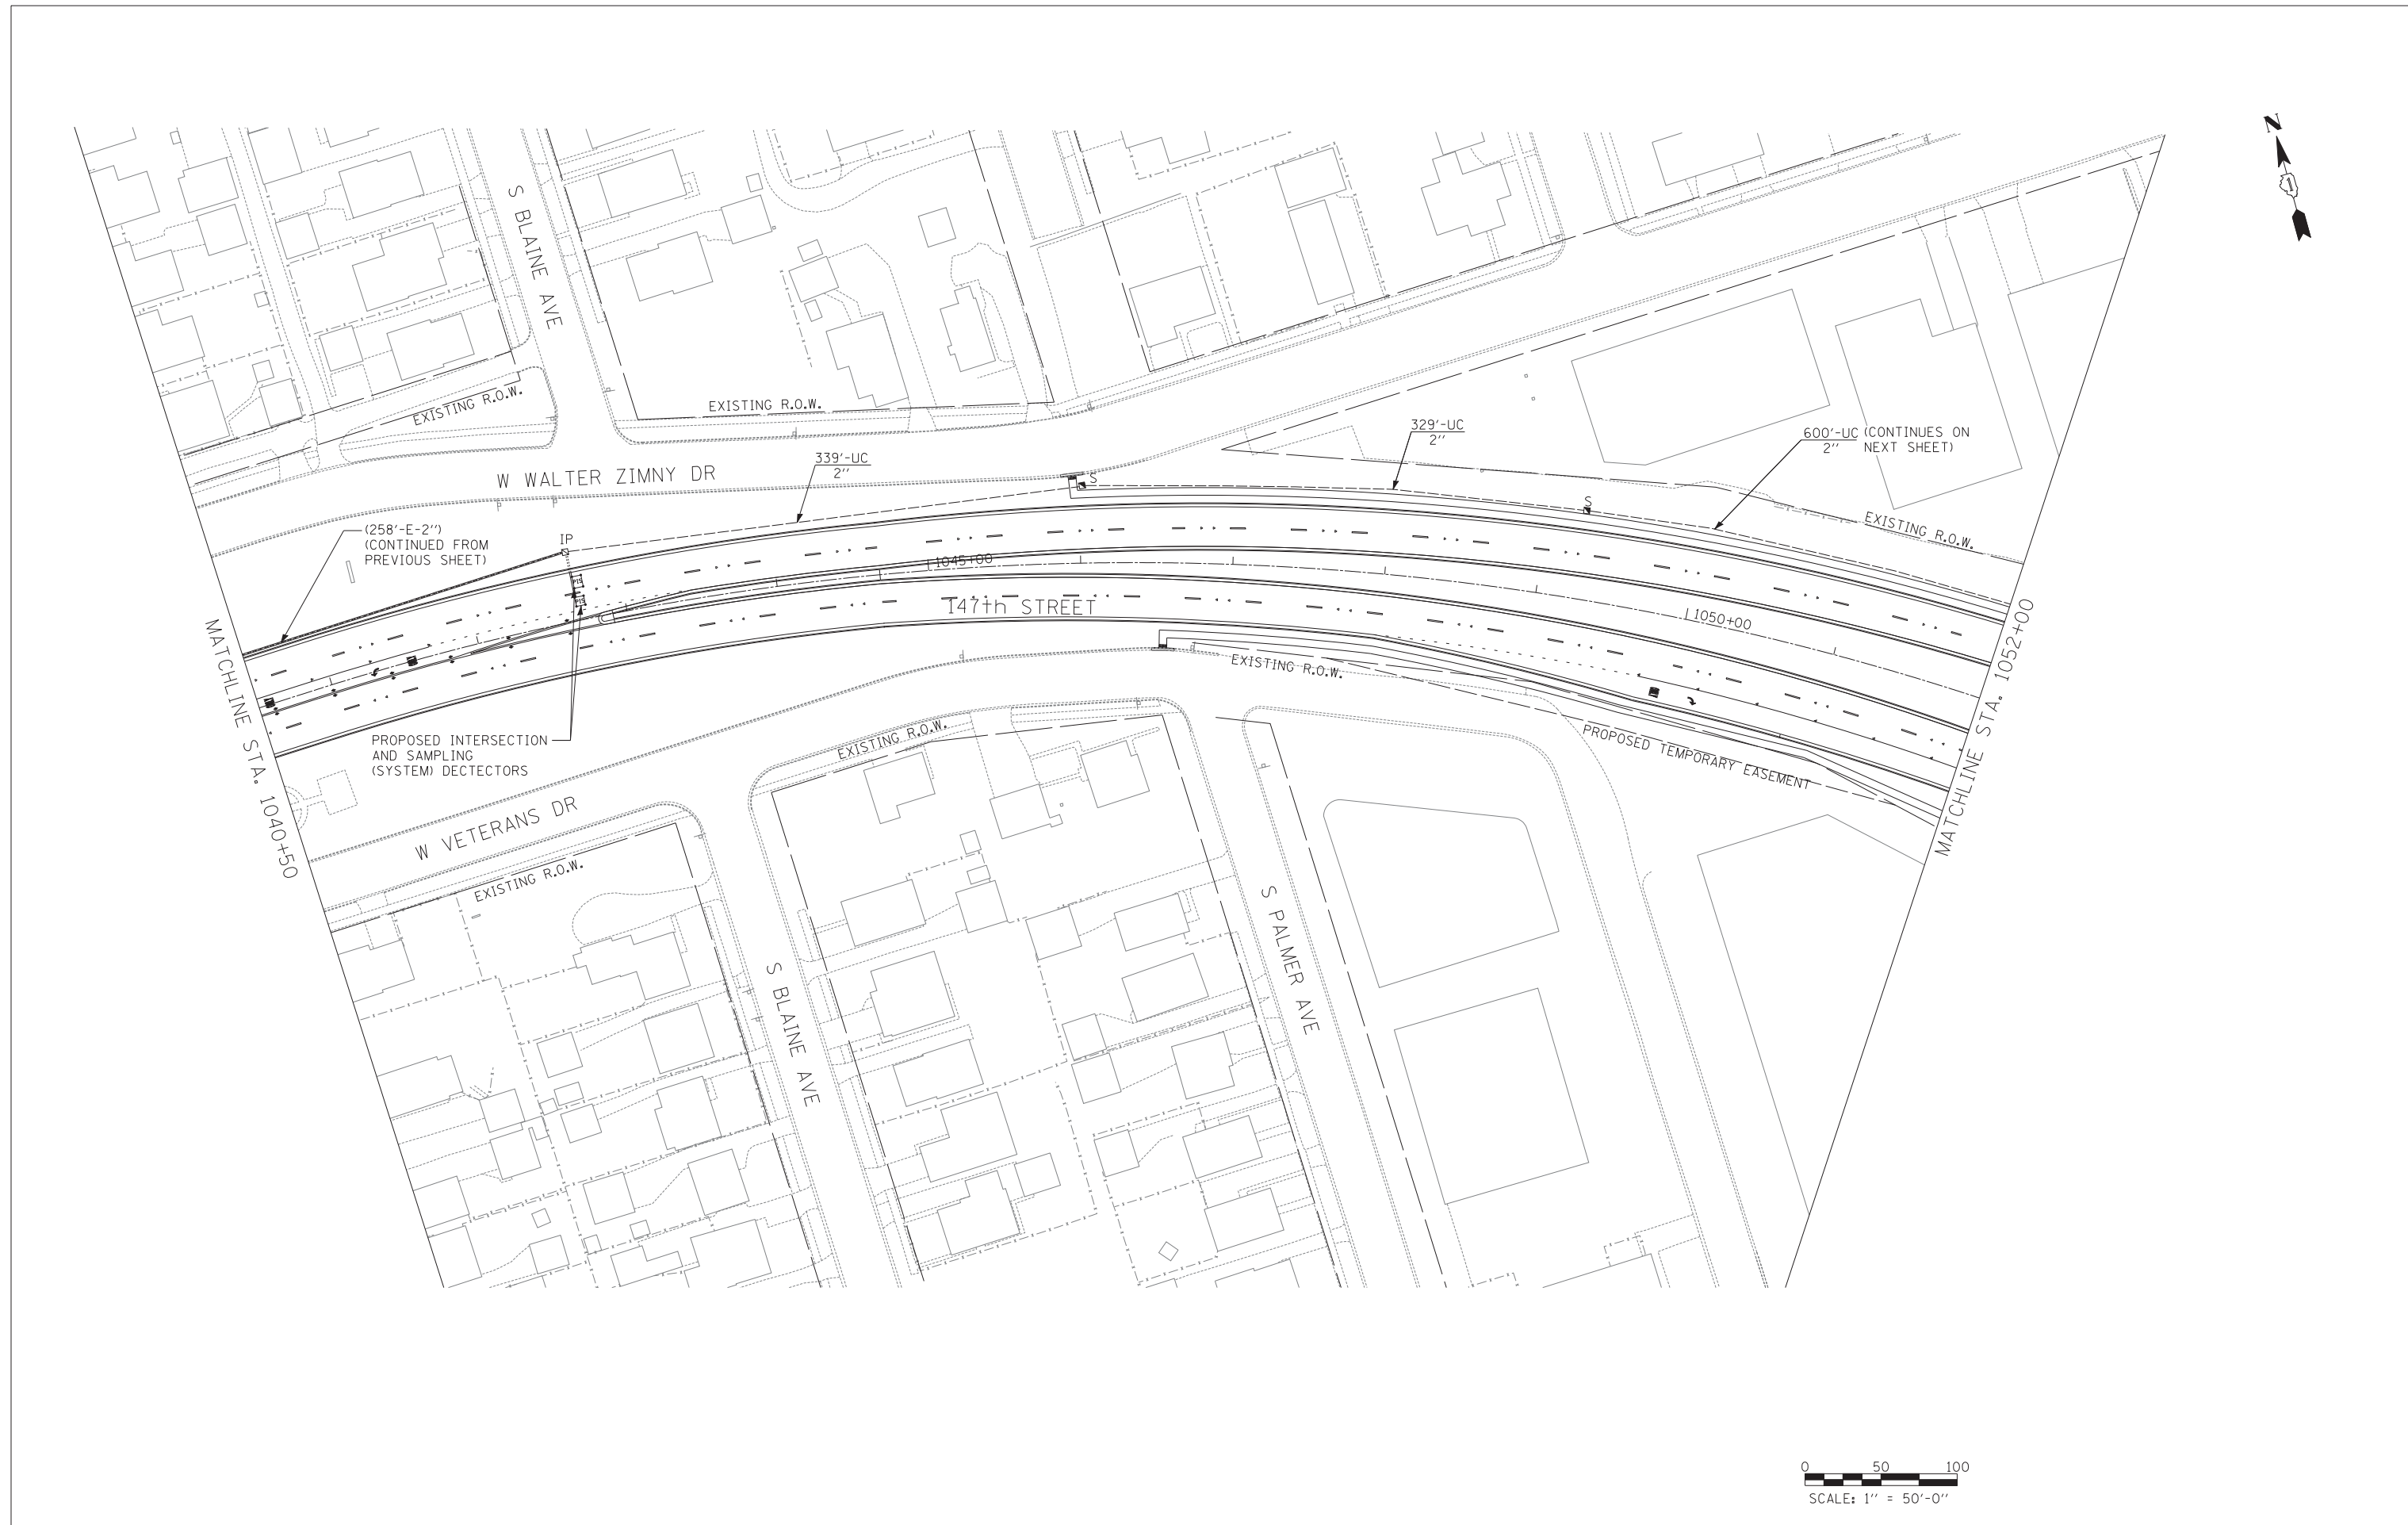 N
S BLAINE AVE
EXISTING R.O.W.
EXISTING R.O.W.
W WALTER ZIMNY DR
339'-UC
2''
S
329'-UC
2''
S
600'-UC (CONTINUES ON
2'' NEXT SHEET)
EXISTING R.O.W.
(258'-E-2'')
(CONTINUED FROM
PREVIOUS SHEET)
IP
1045+00
147th STREET
1050+00
MATCHLINE STA. 1040+50
MATCHLINE STA. 1052+00
EXISTING R.O.W.
PROPOSED INTERSECTION
AND SAMPLING
(SYSTEM) DECTECTORS
EXISTING R.O.W.
PROPOSED TEMPORARY EASEMENT
W VETERANS DR
EXISTING R.O.W.
S BLAINE AVE
S PALMER AVE
0 50 100
SCALE: 1'' = 50'-0''